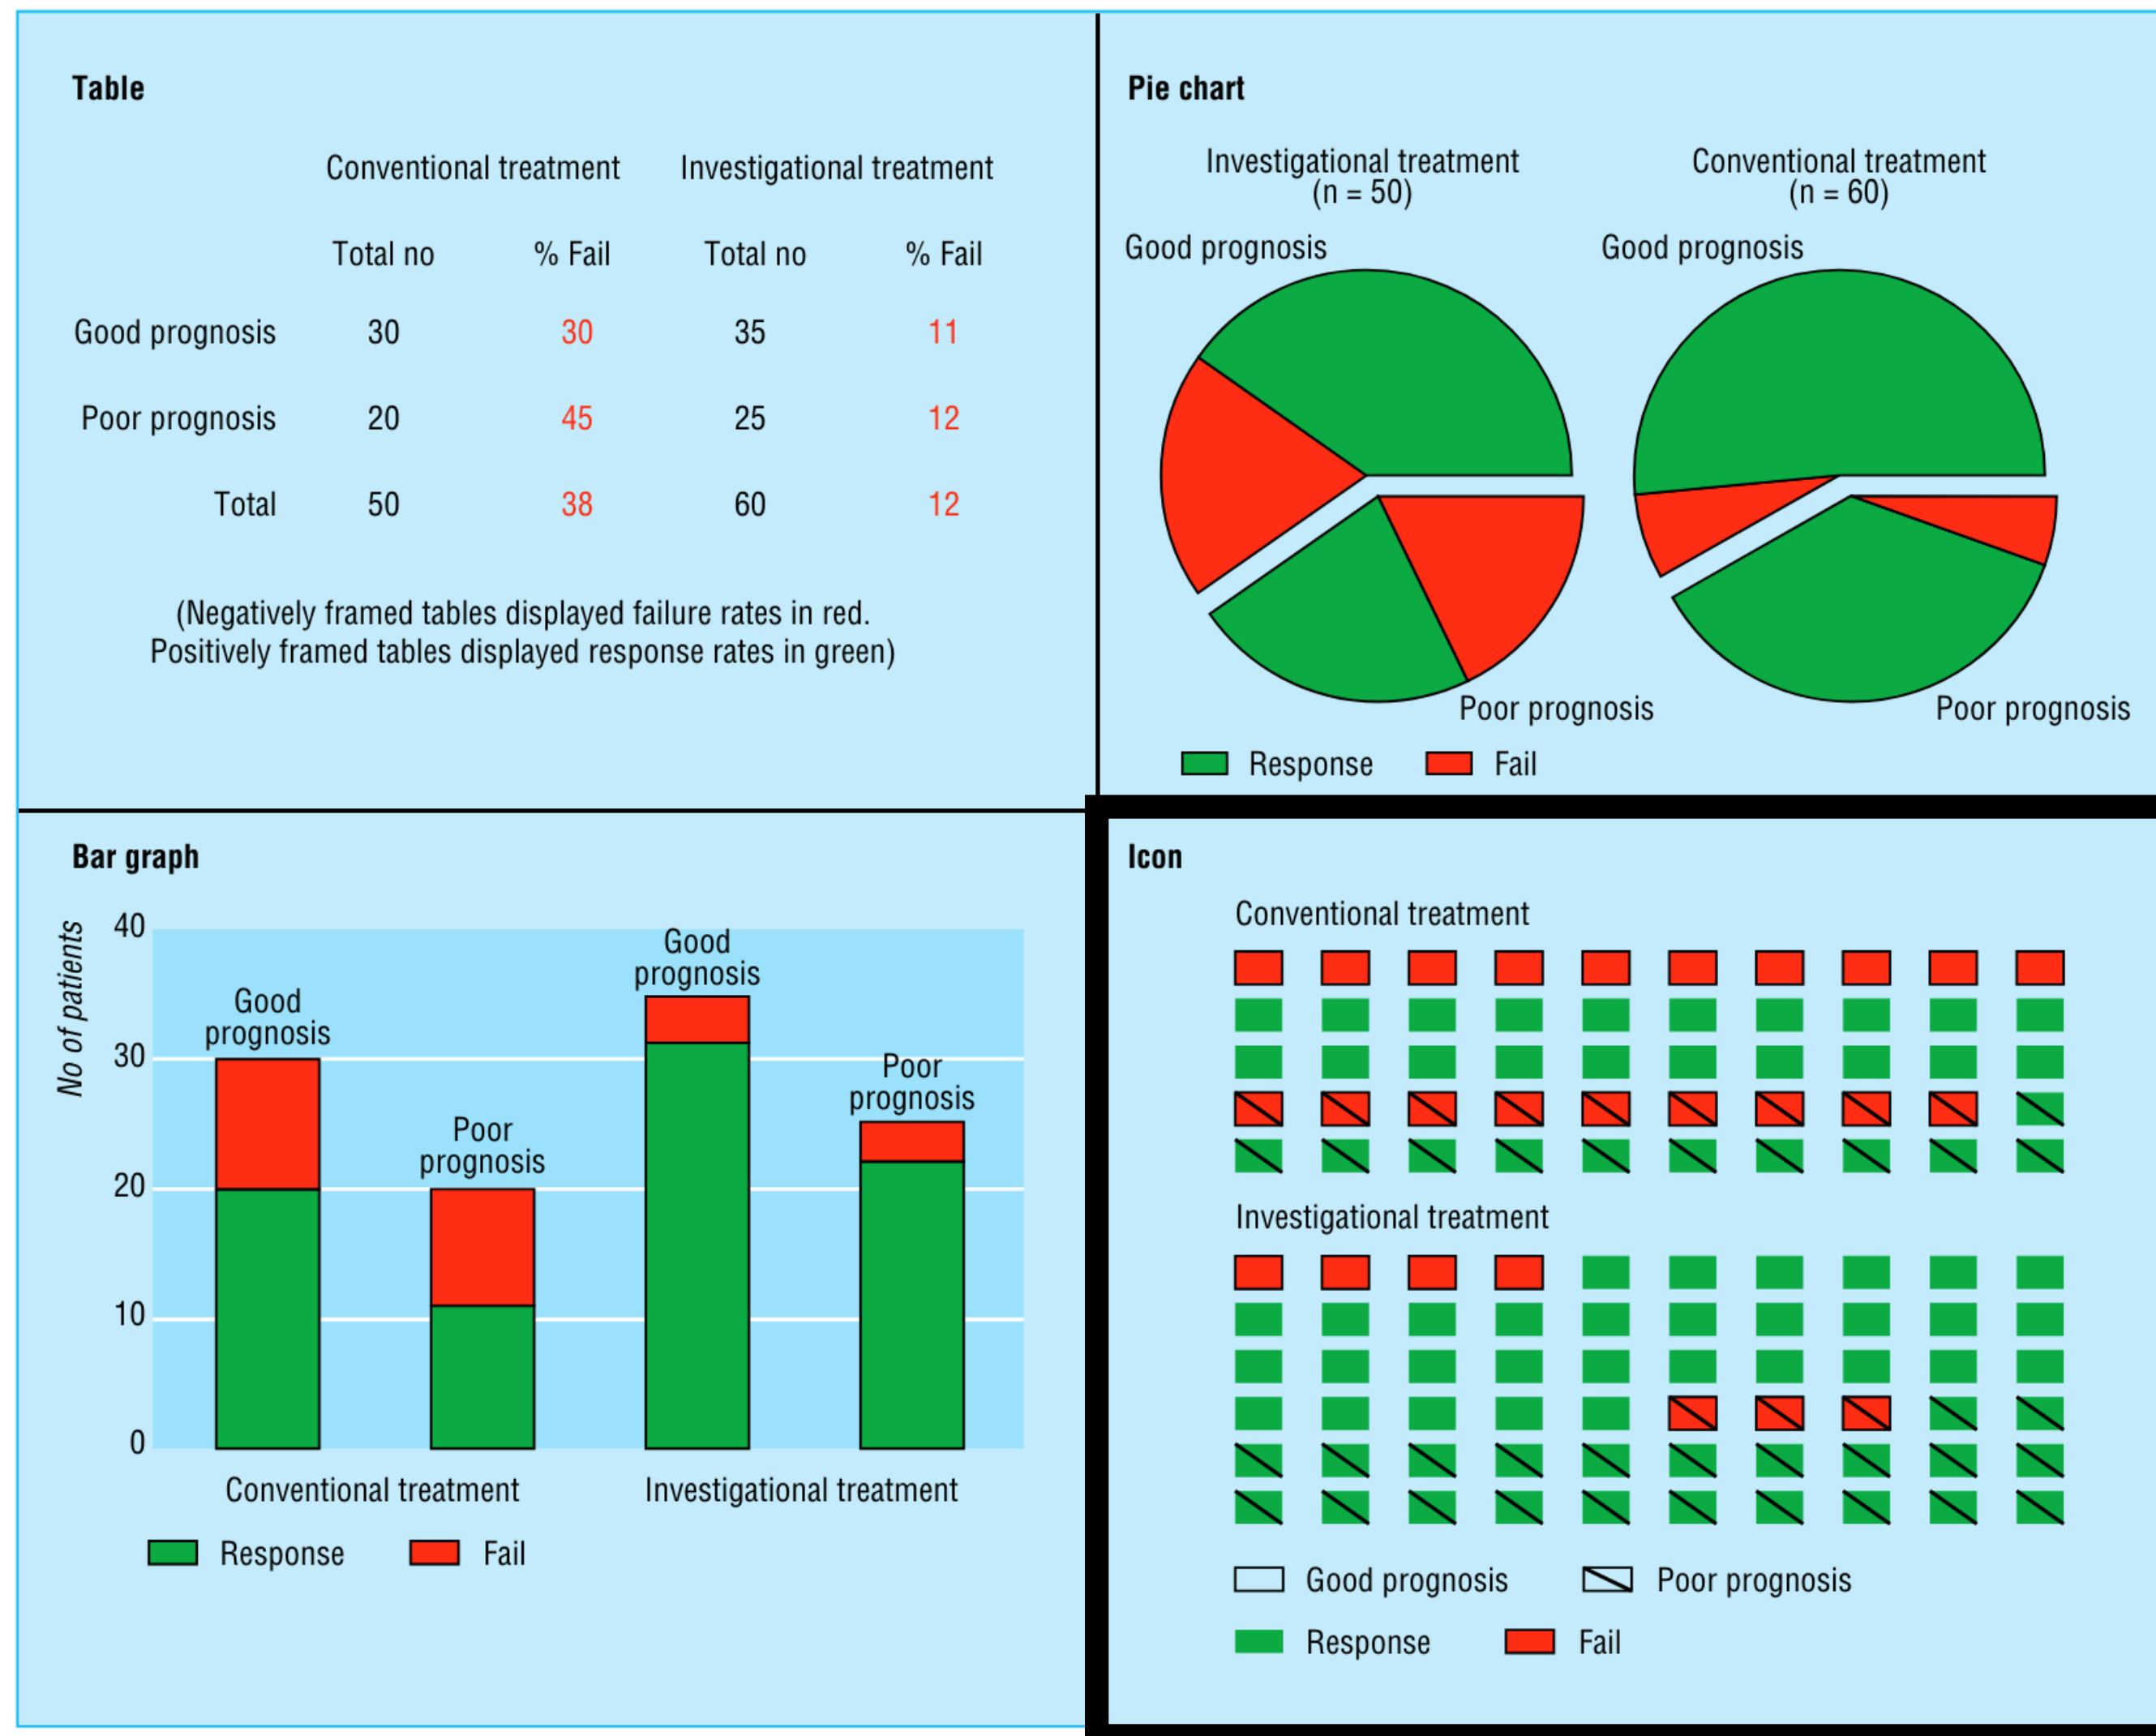 Table
Conventional treatment Investigational treatment
Total no % Fail Total no % Fail
Good prognosis 30 30 35 11
Poor prognosis 20 45 25 12
Total 50 38 60 12
(Negatively framed tables displayed failure rates in red.
Positively framed tables displayed response rates in green)
Pie chart
Investigational treatment
(n = 50)
Conventional treatment
(n = 60)
Good prognosis
Good prognosis
Poor prognosis
Poor prognosis
Response Fail
Bar graph
No of patients
40
30
20
10
0
Good
prognosis
Poor
prognosis
Good
prognosis
Poor
prognosis
Conventional treatment Investigational treatment
Response Fail
Icon
Conventional treatment
Investigational treatment
Good prognosis Poor prognosis
Response Fail